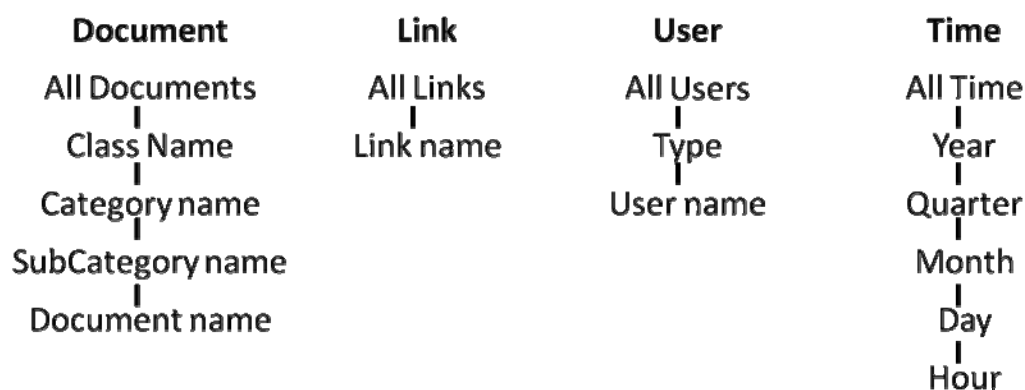 Document Link User Time
All Documents All Links All Users All Time
Class Name Link name Type Year
Category name User name Quarter
SubCategory name Month
Document name Day
Hour